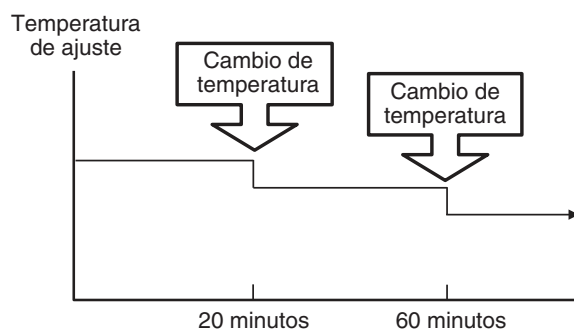 Temperatura
de ajuste
Cambio de
temperatura
Cambio de
temperatura
20 minutos
60 minutos